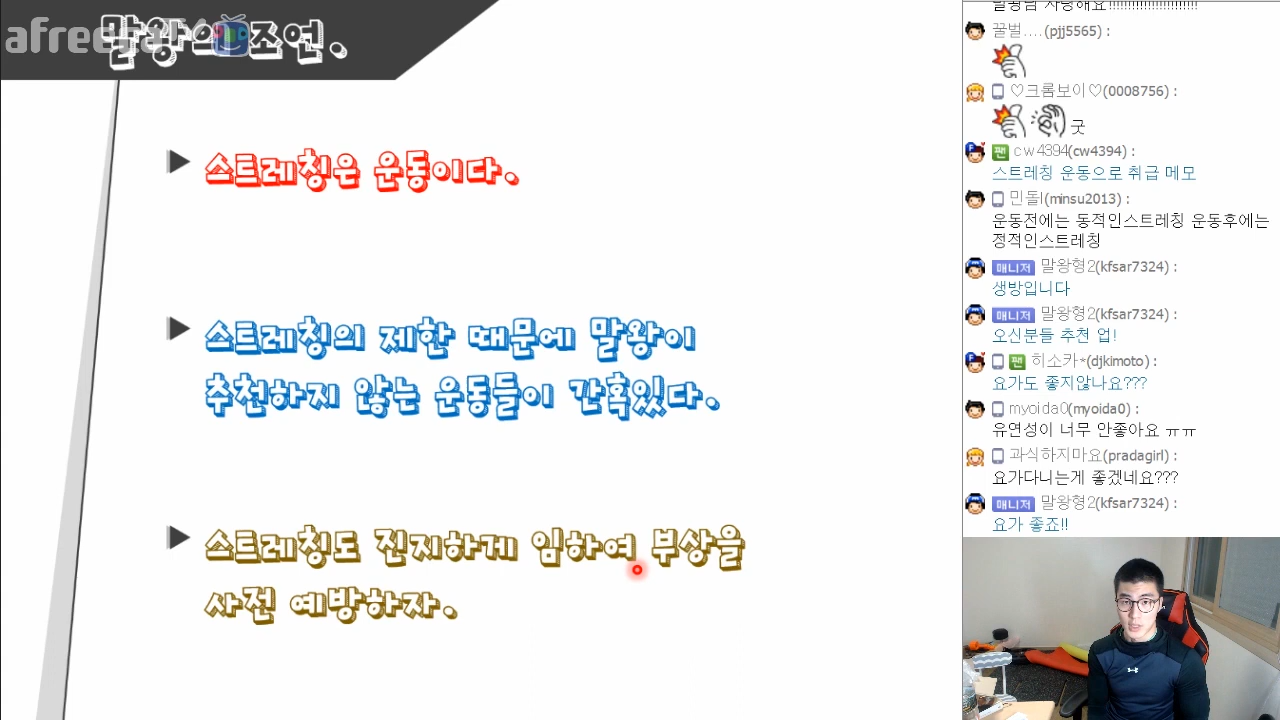 말왕의 조언.
스트레칭은 운동이다.
스트레칭의 제한 때문에 말왕이
추천하지 않는 운동들이 간혹있다.
스트레칭도 진지하게 임하여 부상을
사전 예방하자.
말왕님 사랑해요!!!!!!!!!!!!!!!!!!!!!!
꿀벌....(pjj5565) :
♡크롬보이♡(0008756) :
굿
팬 cw4394(cw4394) :
스트레칭 운동으로 취급 메모
민돌l(minsu2013) :
운동전에는 동적인스트레칭 운동후에는
정적인스트레칭
매니저 말왕형2(kfsar7324) :
생방입니다
매니저 말왕형2(kfsar7324) :
오신분들 추천 업!
팬 히소카*(djkimoto) :
요가도 좋지않나요???
myoida0(myoida0) :
유연성이 너무 안좋아요 ㅠㅠ
과식하지마요(pradagirl) :
요가다니는게 좋겠네요???
매니저 말왕형2(kfsar7324) :
요가 좋죠!!